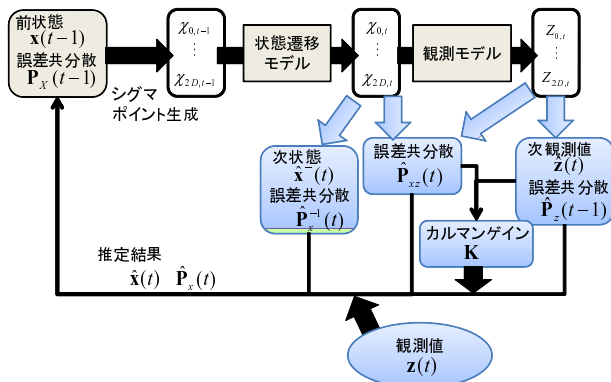 前状態
x(t−1)
誤差共分散
P_X(t−1)
シグマ
ポイント生成
χ_{0,t−1}
⋮
χ_{2D,t−1}
状態遷移
モデル
χ_{0,t}
⋮
χ_{2D,t}
観測モデル
Z_{0,t}
⋮
Z_{2D,t}
次状態
x̂⁻(t)
誤差共分散
P̂_x^{−1}(t)
誤差共分散
P̂_{xz}(t)
次観測値
ẑ(t)
誤差共分散
P̂_z(t−1)
カルマンゲイン
K
推定結果
x̂(t) P̂_x(t)
観測値
z(t)